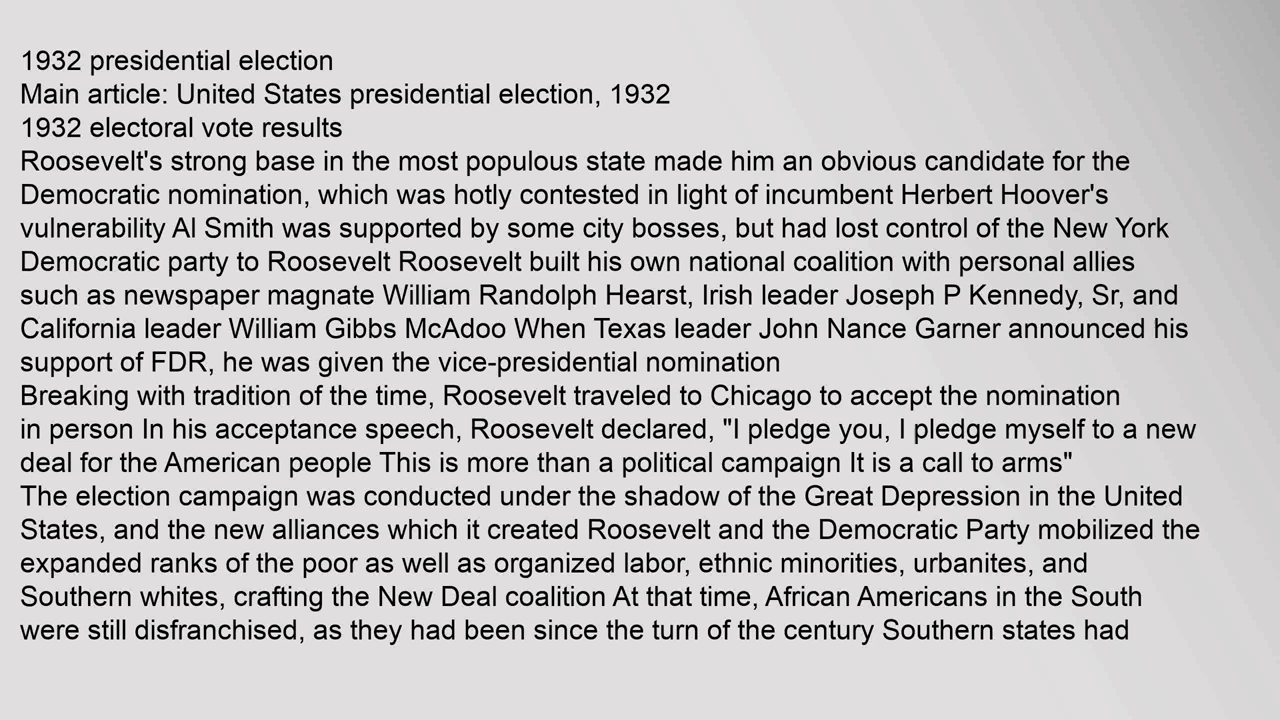 1932 presidential election
Main article: United States presidential election, 1932
1932 electoral vote results
Roosevelt's strong base in the most populous state made him an obvious candidate for the
Democratic nomination, which was hotly contested in light of incumbent Herbert Hoover's
vulnerability Al Smith was supported by some city bosses, but had lost control of the New York
Democratic party to Roosevelt Roosevelt built his own national coalition with personal allies
such as newspaper magnate William Randolph Hearst, Irish leader Joseph P Kennedy, Sr, and
California leader William Gibbs McAdoo When Texas leader John Nance Garner announced his
support of FDR, he was given the vice-presidential nomination
Breaking with tradition of the time, Roosevelt traveled to Chicago to accept the nomination
in person In his acceptance speech, Roosevelt declared, "I pledge you, I pledge myself to a new
deal for the American people This is more than a political campaign It is a call to arms"
The election campaign was conducted under the shadow of the Great Depression in the United
States, and the new alliances which it created Roosevelt and the Democratic Party mobilized the
expanded ranks of the poor as well as organized labor, ethnic minorities, urbanites, and
Southern whites, crafting the New Deal coalition At that time, African Americans in the South
were still disfranchised, as they had been since the turn of the century Southern states had